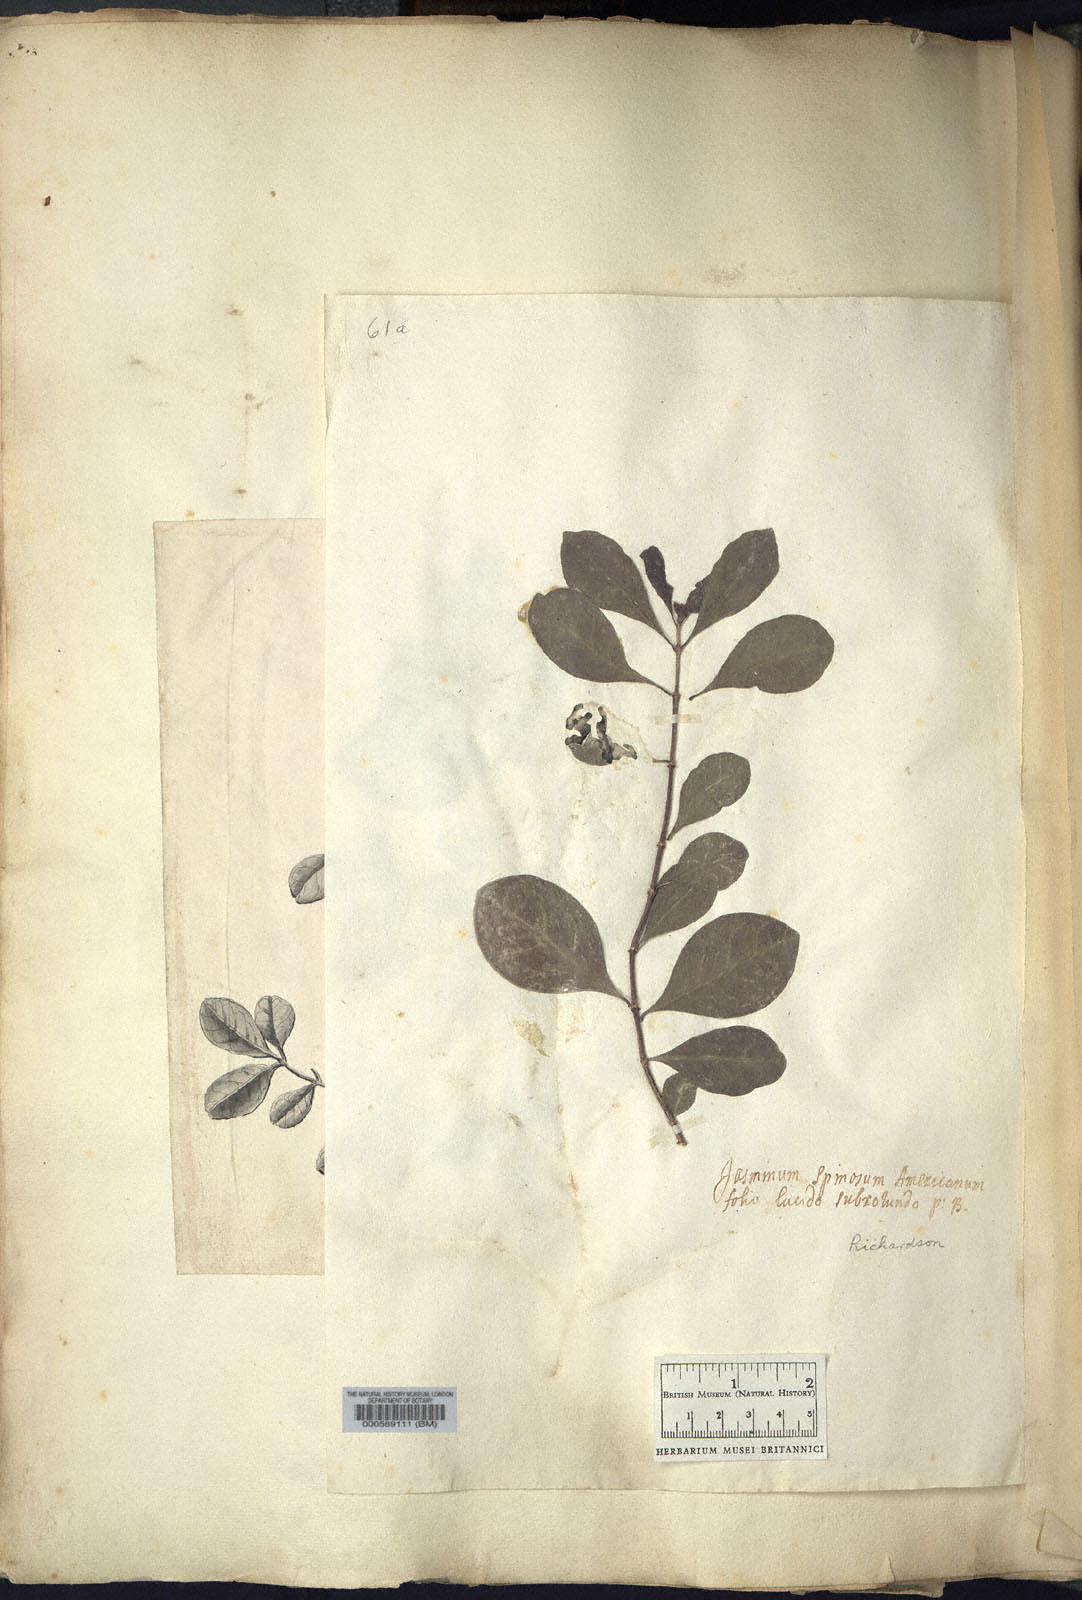 61a
Jasminum spinosum Americanum
folio lucido subrotundo p: B.
Richardson
THE NATURAL HISTORY MUSEUM, LONDON
DEPARTMENT OF BOTANY
000589111 (BM)
1 2
BRITISH MUSEUM (NATURAL HISTORY)
1 2 3 4 5
HERBARIUM MUSEI BRITANNICI